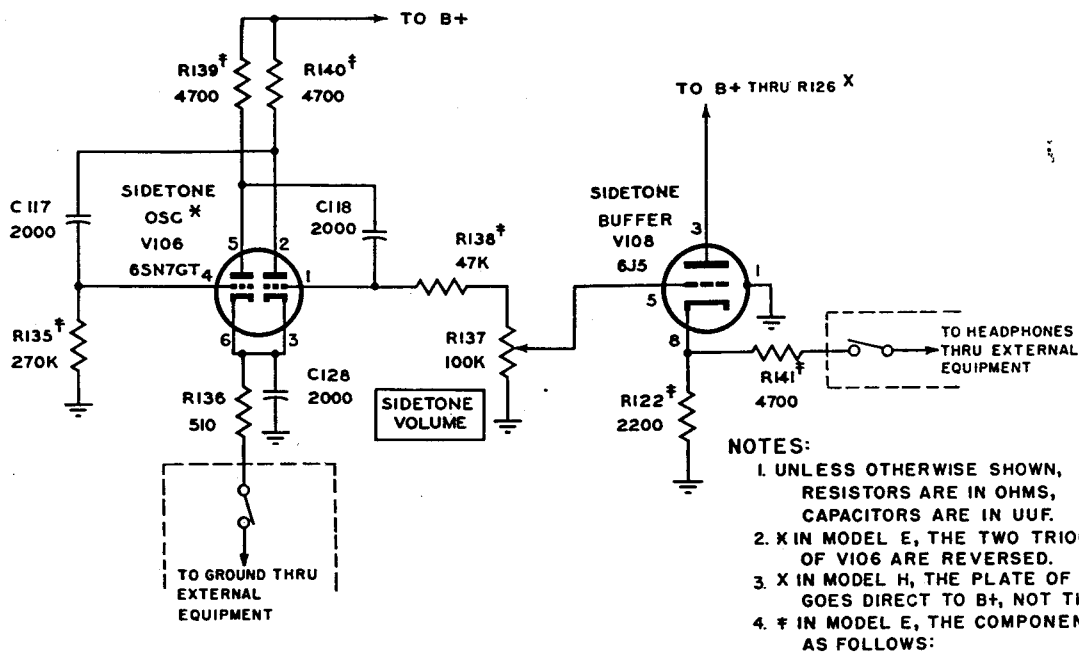 TO B+
R139‡
4700
R140‡
4700
C117
2000
SIDETONE
OSC *
V106
6SN7GT
5
2
4
1
6
3
C118
2000
R138‡
47K
R135‡
270K
R136
510
C128
2000
SIDETONE
VOLUME
R137
100K
TO GROUND THRU
EXTERNAL
EQUIPMENT
TO B+ THRU R126 X
SIDETONE
BUFFER
V108
6J5
3
5
1
8
R122‡
2200
R141‡
4700
TO HEADPHONES
THRU EXTERNAL
EQUIPMENT
NOTES:
1. UNLESS OTHERWISE SHOWN,
RESISTORS ARE IN OHMS,
CAPACITORS ARE IN UUF.
2. X IN MODEL E, THE TWO
OF V106 ARE REVERSED.
3. X IN MODEL H, THE PLATE OF
GOES DIRECT TO B+, NOT
4. ‡ IN MODEL E, THE
AS FOLLOWS: